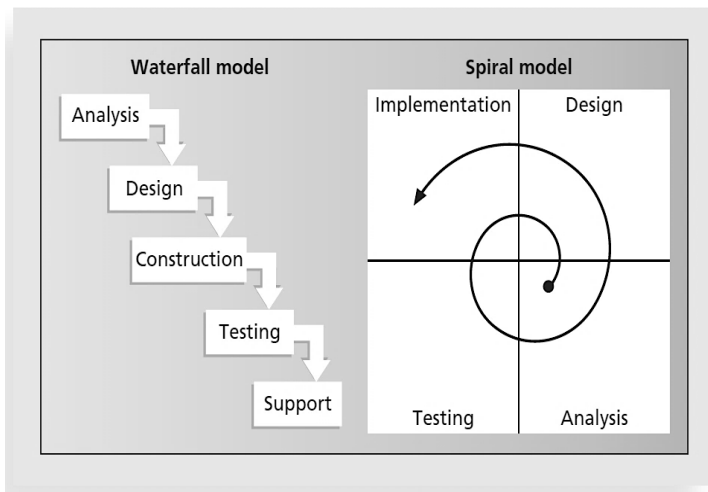 Waterfall model
Analysis
Design
Construction
Testing
Support
Spiral model
Implementation
Design
Testing
Analysis